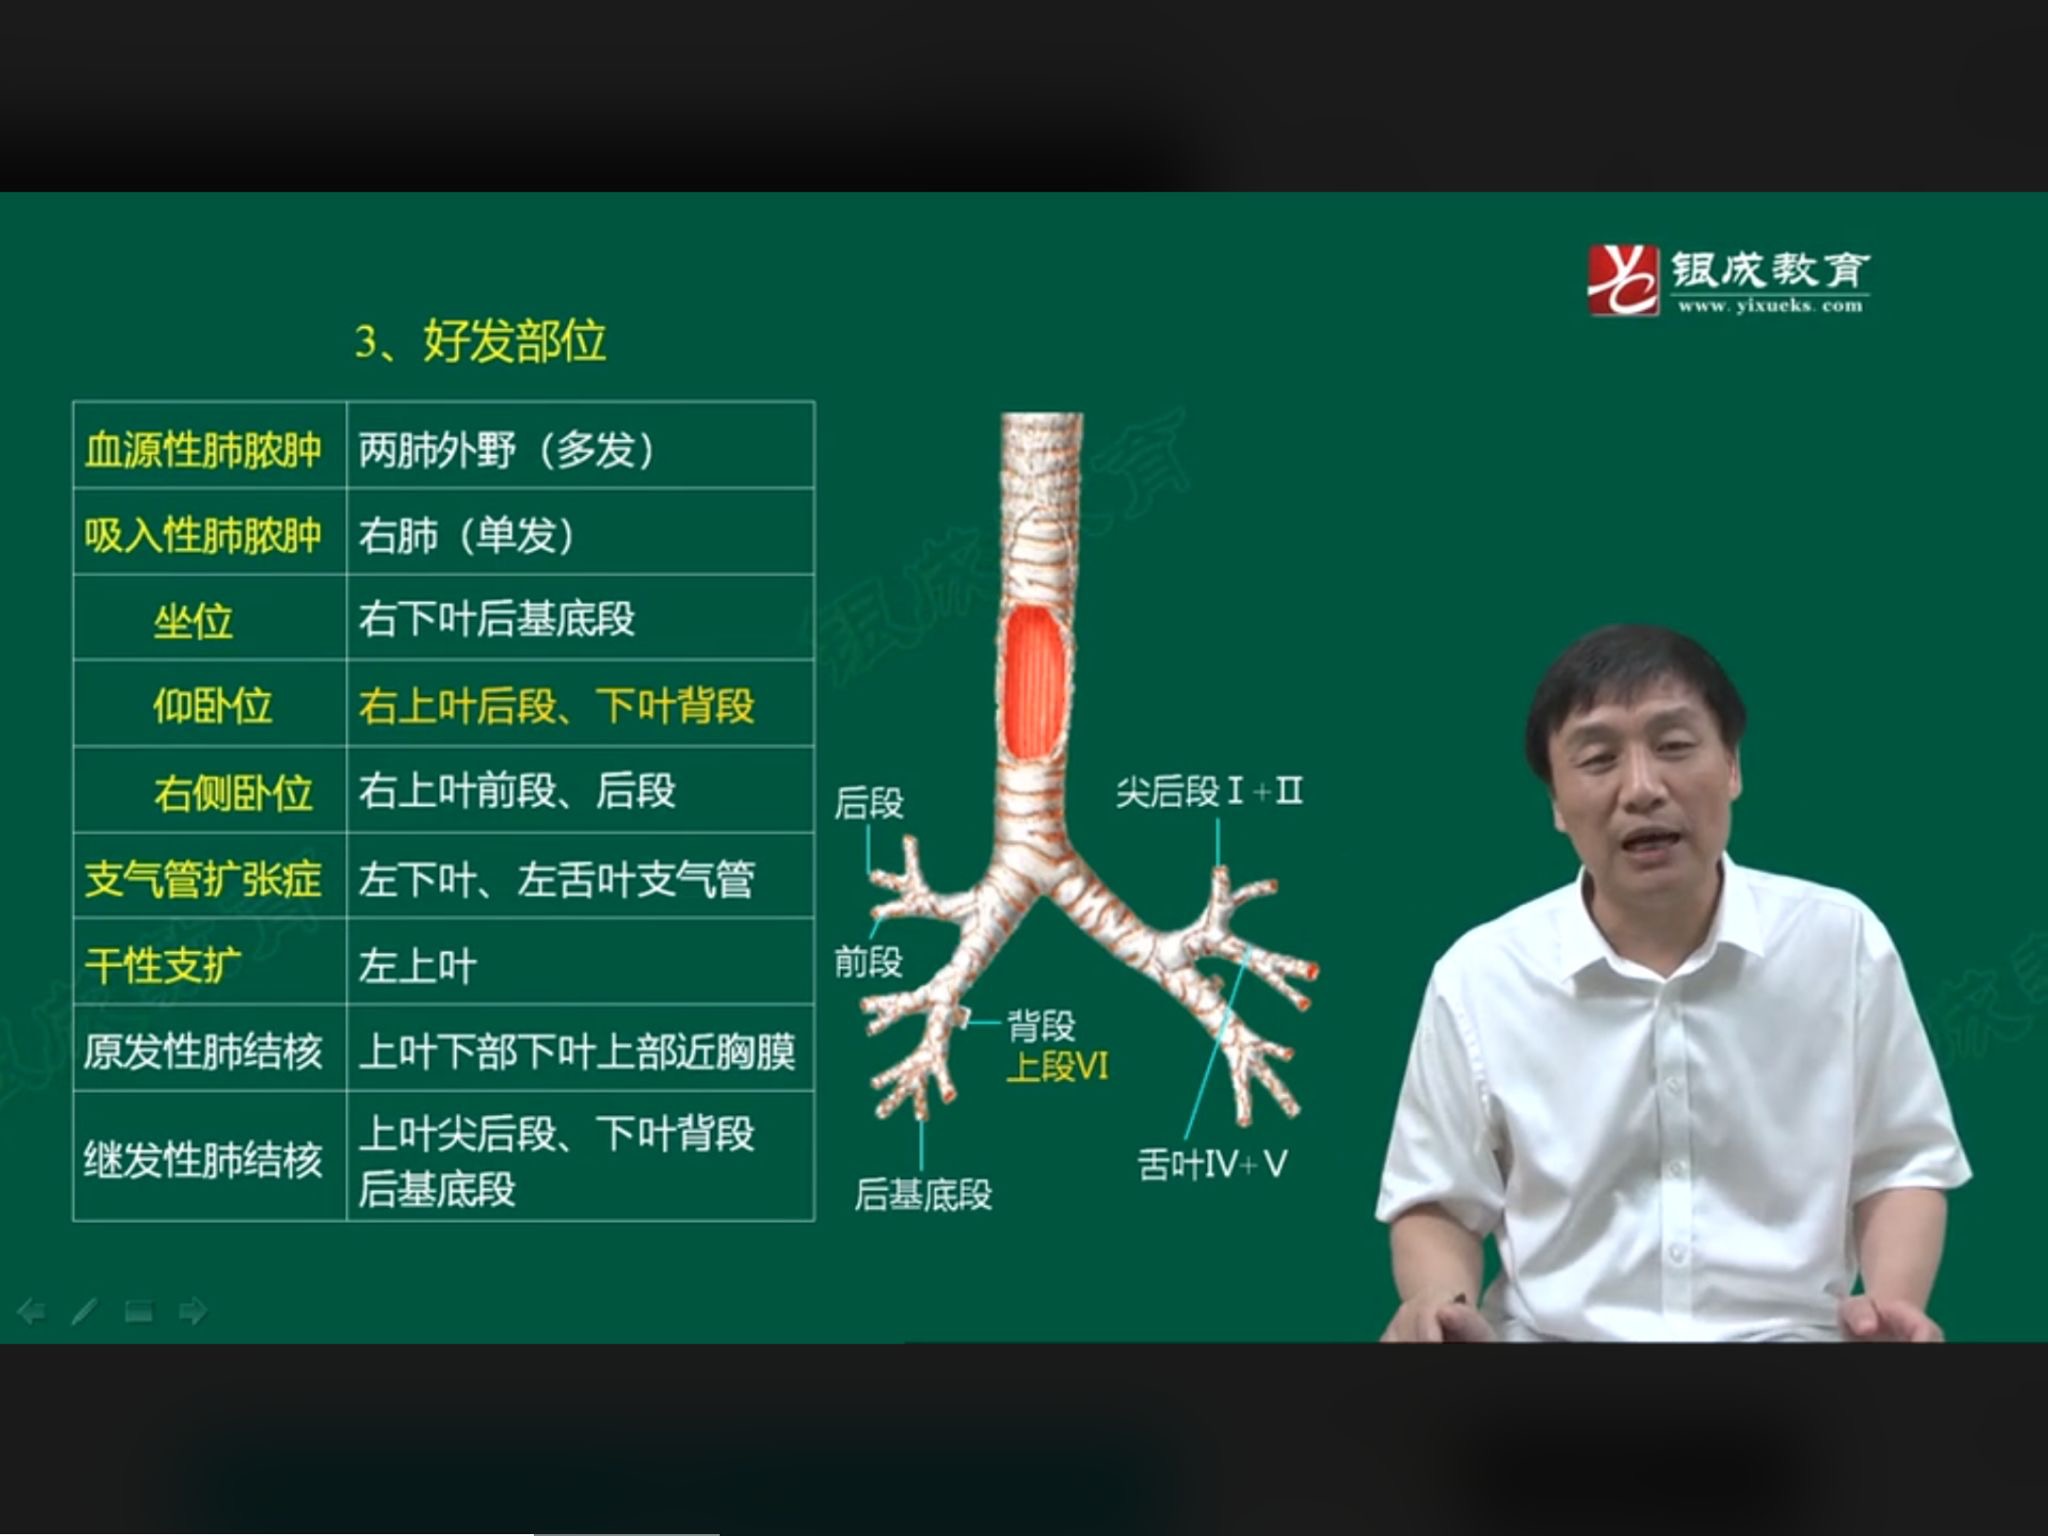 银成教育
www.yixueks.com
3、好发部位
血源性肺脓肿 两肺外野（多发）
吸入性肺脓肿 右肺（单发）
坐位 右下叶后基底段
仰卧位 右上叶后段、下叶背段
右侧卧位 右上叶前段、后段
支气管扩张症 左下叶、左舌叶支气管
干性支扩 左上叶
原发性肺结核 上叶下部下叶上部近胸膜
继发性肺结核 上叶尖后段、下叶背段
后基底段
后段
尖后段Ⅰ+Ⅱ
前段
背段
上段VI
舌叶IV+V
后基底段
银成教育